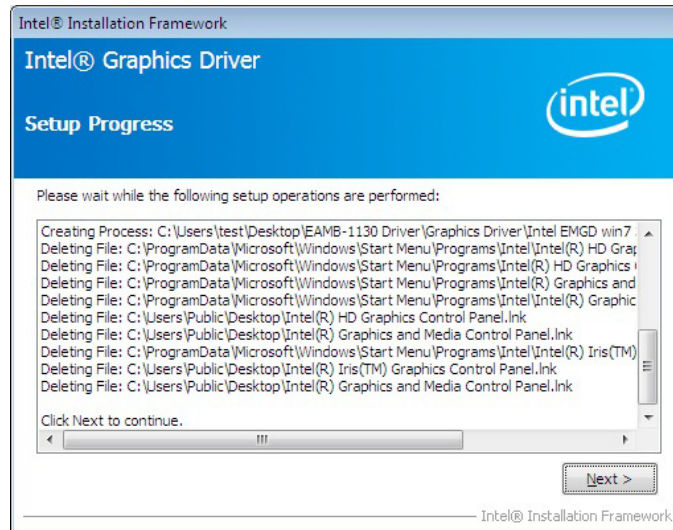 Intel® Installation Framework
Intel® Graphics Driver
Setup Progress
intel
Please wait while the following setup operations are performed:
Creating Process: C:\Users\test\Desktop\EAMB-1130 Driver\Graphics Driver\Intel EMGD win7
Deleting File: C:\ProgramData\Microsoft\Windows\Start Menu\Programs\Intel\Intel(R) HD Grap
Deleting File: C:\ProgramData\Microsoft\Windows\Start Menu\Programs\Intel(R) HD Graphics
Deleting File: C:\ProgramData\Microsoft\Windows\Start Menu\Programs\Intel(R) Graphics and
Deleting File: C:\ProgramData\Microsoft\Windows\Start Menu\Programs\Intel\Intel(R) Graphic
Deleting File: C:\Users\Public\Desktop\Intel(R) HD Graphics Control Panel.lnk
Deleting File: C:\Users\Public\Desktop\Intel(R) Graphics and Media Control Panel.lnk
Deleting File: C:\ProgramData\Microsoft\Windows\Start Menu\Programs\Intel\Intel(R) Iris(TM)
Deleting File: C:\Users\Public\Desktop\Intel(R) Iris(TM) Graphics Control Panel.lnk
Deleting File: C:\Users\Public\Desktop\Intel(R) Graphics and Media Control Panel.lnk
Click Next to continue.
Next >
Intel® Installation Framework